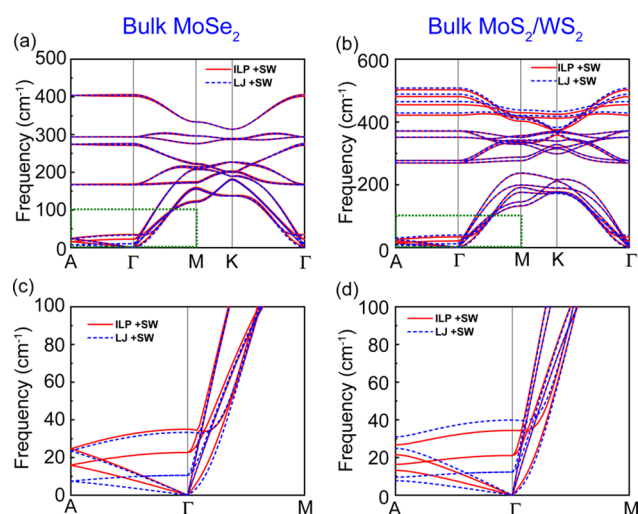 Bulk MoSe₂
Bulk MoS₂/WS₂
(a)
500
400
300
200
100
0
Frequency (cm⁻¹)
ILP +SW
LJ +SW
A Γ M K Γ
(b)
600
400
200
0
Frequency (cm⁻¹)
ILP +SW
LJ +SW
A Γ M K Γ
(c)
100
80
60
40
20
0
Frequency (cm⁻¹)
ILP +SW
LJ +SW
A Γ M
(d)
100
80
60
40
20
0
Frequency (cm⁻¹)
ILP +SW
LJ +SW
A Γ M